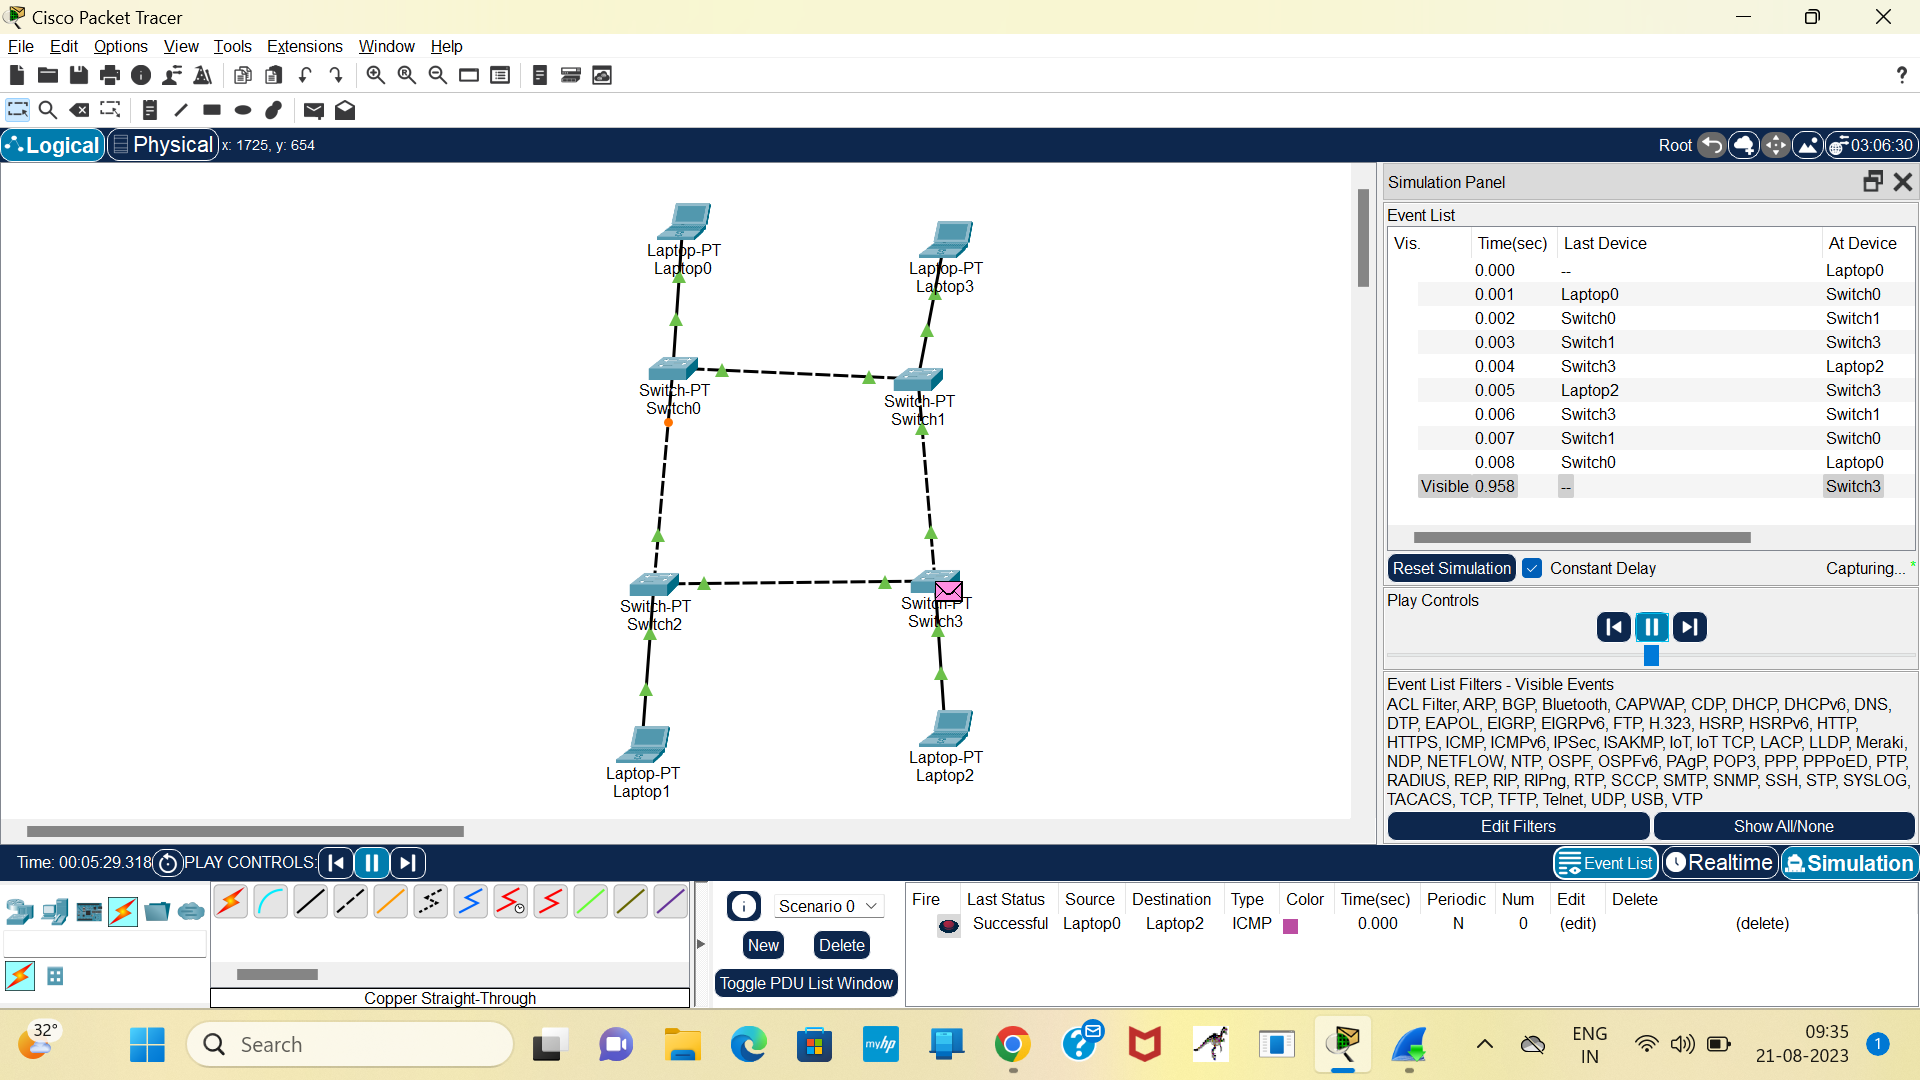 Cisco Packet Tracer
File Edit Options View Tools Extensions Window Help
?
Logical Physical x: 1725, y: 654 Root 03:06:30
Laptop-PT
Laptop0
Laptop-PT
Laptop3
Switch-PT
Switch0
Switch-PT
Switch1
Switch-PT
Switch2
Switch-PT
Switch3
Laptop-PT
Laptop1
Laptop-PT
Laptop2
Simulation Panel
Event List
Vis. Time(sec) Last Device At Device
0.000 -- Laptop0
0.001 Laptop0 Switch0
0.002 Switch0 Switch1
0.003 Switch1 Switch3
0.004 Switch3 Laptop2
0.005 Laptop2 Switch3
0.006 Switch3 Switch1
0.007 Switch1 Switch0
0.008 Switch0 Laptop0
Visible 0.958 -- Switch3
Reset Simulation Constant Delay Capturing... *
Play Controls
Event List Filters - Visible Events
ACL Filter, ARP, BGP, Bluetooth, CAPWAP, CDP, DHCP, DHCPv6, DNS,
DTP, EAPOL, EIGRP, EIGRPv6, FTP, H.323, HSRP, HSRPv6, HTTP,
HTTPS, ICMP, ICMPv6, IPSec, ISAKMP, IoT, IoT TCP, LACP, LLDP, Meraki,
NDP, NETFLOW, NTP, OSPF, OSPFv6, PAgP, POP3, PPP, PPPoED, PTP,
RADIUS, REP, RIP, RIPng, RTP, SCCP, SMTP, SNMP, SSH, STP, SYSLOG,
TACACS, TCP, TFTP, Telnet, UDP, USB, VTP
Edit Filters Show All/None
Time: 00:05:29.318 PLAY CONTROLS: Event List Realtime Simulation
Copper Straight-Through
Scenario 0
New Delete
Toggle PDU List Window
Fire Last Status Source Destination Type Color Time(sec) Periodic Num Edit Delete
Successful Laptop0 Laptop2 ICMP 0.000 N 0 (edit) (delete)
32°
Search
myhp
ENG
IN
09:35
21-08-2023
1